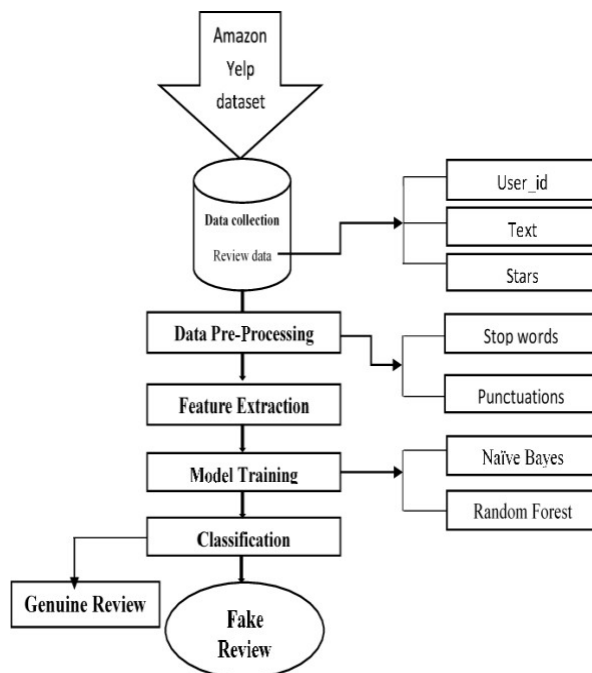 Amazon
Yelp
dataset
Data collection
Review data
User_id
Text
Stars
Data Pre-Processing
Stop words
Punctuations
Feature Extraction
Model Training
Naïve Bayes
Random Forest
Classification
Genuine Review
Fake
Review